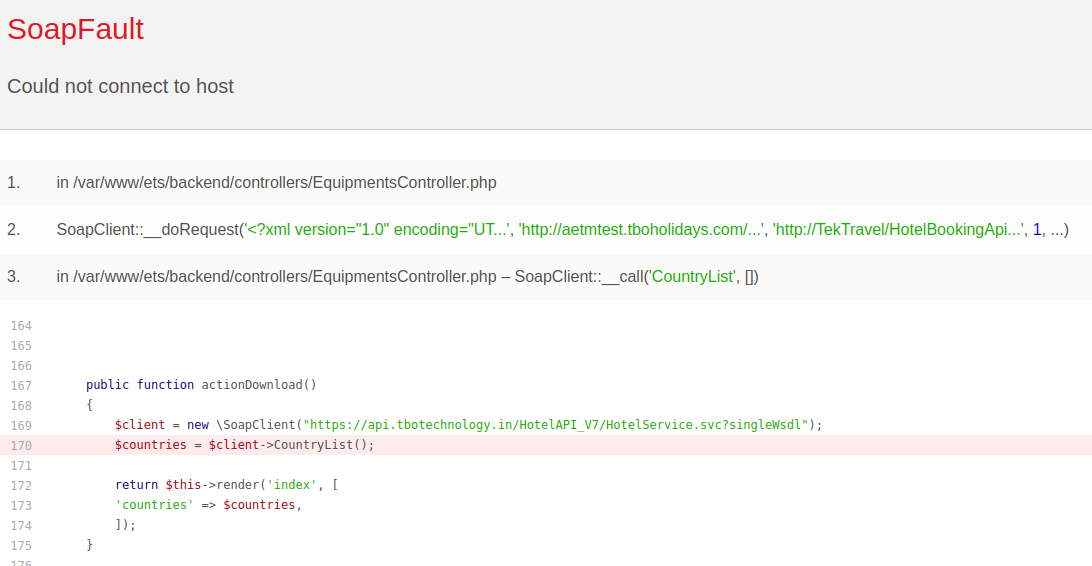 SoapFault
Could not connect to host
1. in /var/www/ets/backend/controllers/EquipmentsController.php
2. SoapClient::__doRequest('<?xml version="1.0" encoding="UT...', 'http://aetmtest.tboholidays.com/...', 'http://TekTravel/HotelBookingApi...', 1, ...)
3. in /var/www/ets/backend/controllers/EquipmentsController.php – SoapClient::__call('CountryList', [])
164
165
166
167 public function actionDownload()
168 {
169 $client = new \SoapClient("https://api.tbotechnology.in/HotelAPI_V7/HotelService.svc?singleWsdl");
170 $countries = $client->CountryList();
171
172 return $this->render('index', [
173 'countries' => $countries,
174 ]);
175 }
176